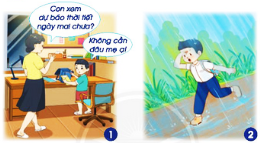 Con xem
dự báo thời tiết
ngày mai chưa?
Không cần
đâu mẹ ạ!
1
2